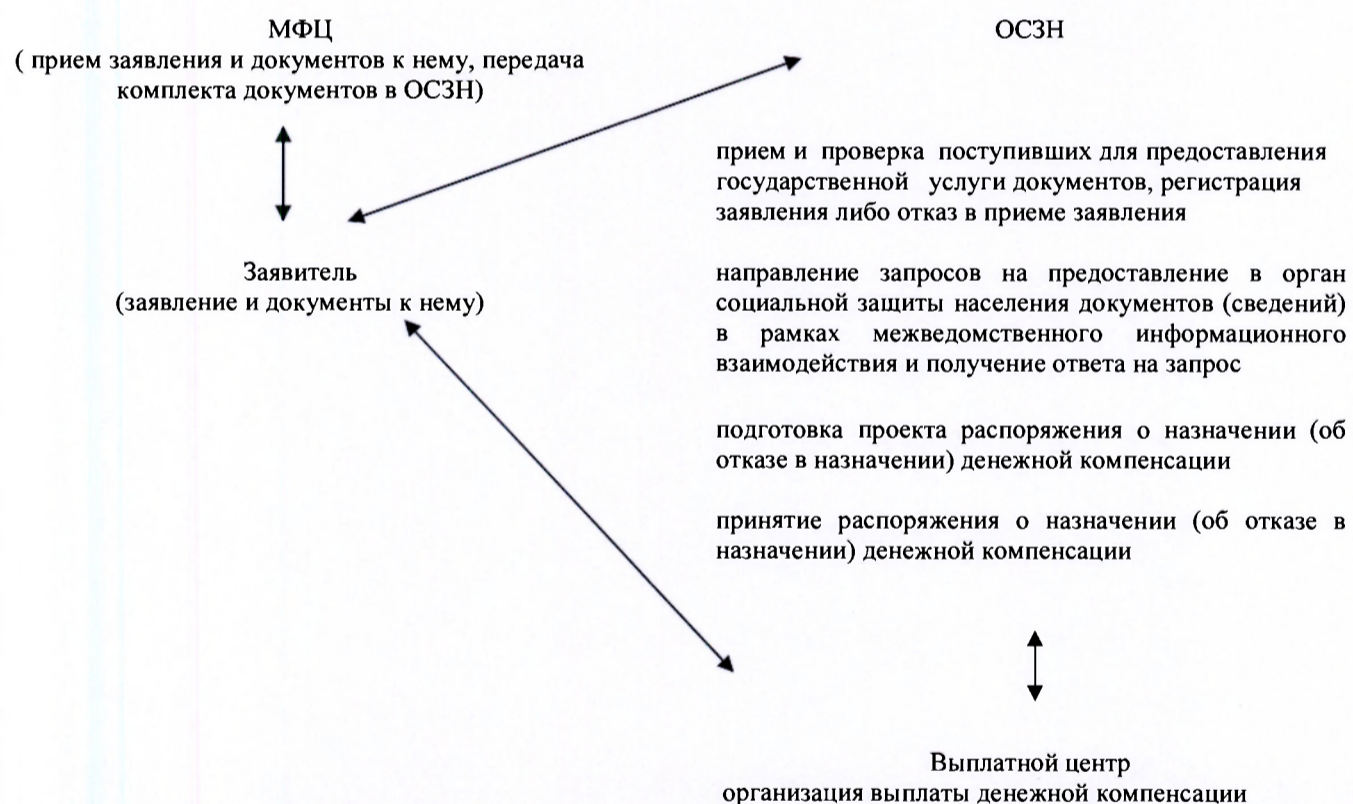 МФЦ
( прием заявления и документов к нему, передача
комплекта документов в ОСЗН)
Заявитель
(заявление и документы к нему)
ОСЗН
прием и проверка поступивших для предоставления
государственной услуги документов, регистрация
заявления либо отказ в приеме заявления
направление запросов на предоставление в орган
социальной защиты населения документов (сведений)
в рамках межведомственного информационного
взаимодействия и получение ответа на запрос
подготовка проекта распоряжения о назначении (об
отказе в назначении) денежной компенсации
принятие распоряжения о назначении (об отказе в
назначении) денежной компенсации
Выплатной центр
организация выплаты денежной компенсации